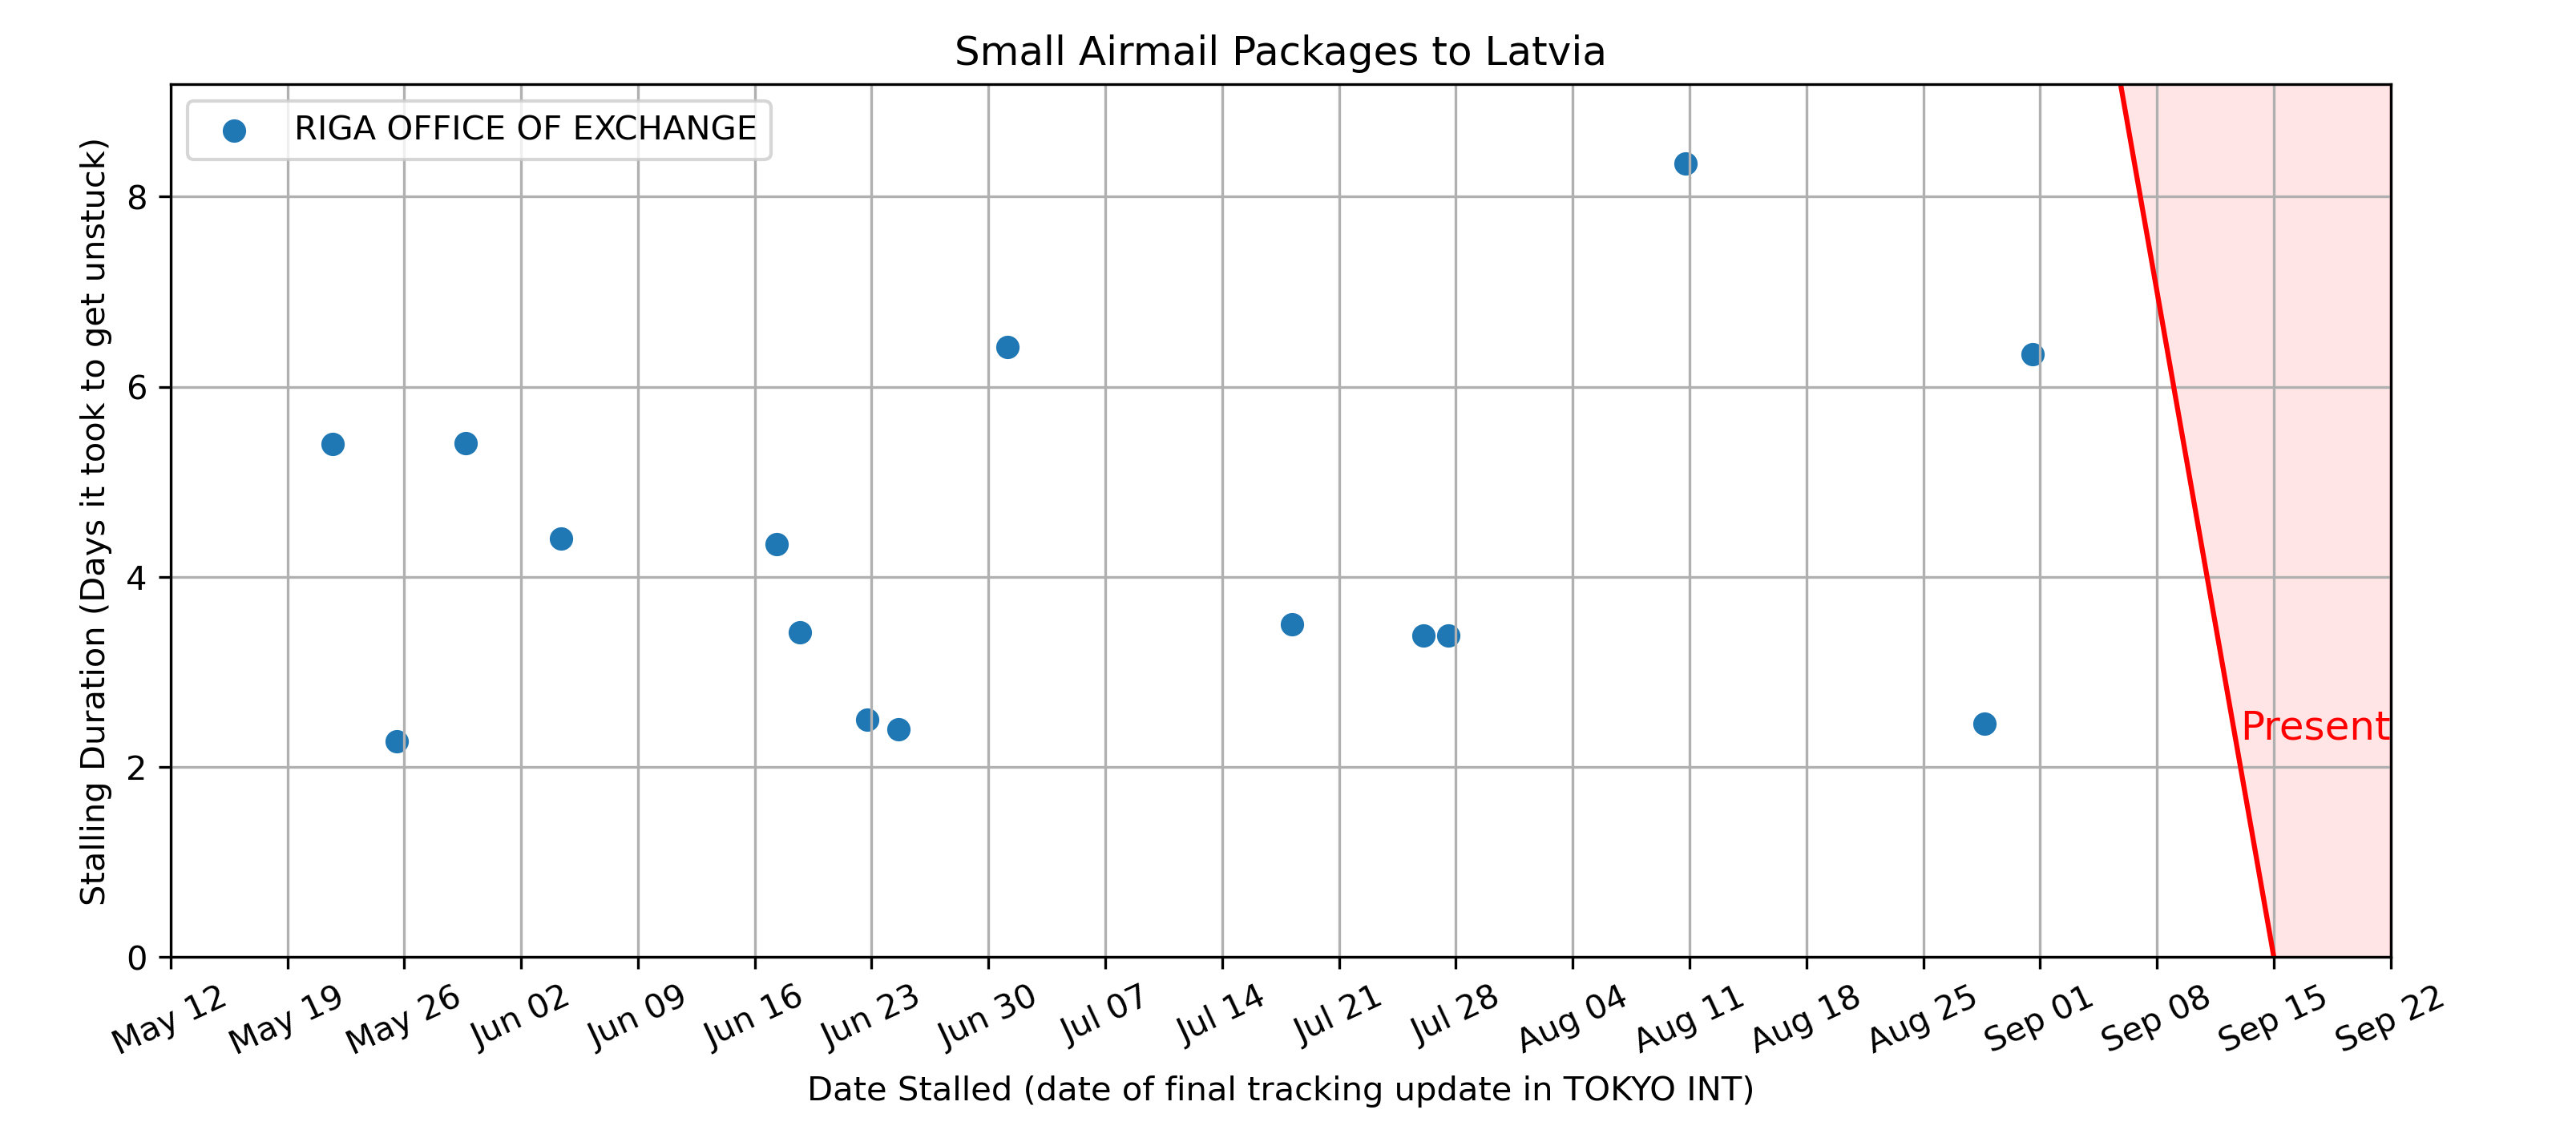 Small Airmail Packages to Latvia
RIGA OFFICE OF EXCHANGE
Stalling Duration (Days it took to get unstuck)
8
6
4
2
0
Present
May 12
May 19
May 26
Jun 02
Jun 09
Jun 16
Jun 23
Jun 30
Jul 07
Jul 14
Jul 21
Jul 28
Aug 04
Aug 11
Aug 18
Aug 25
Sep 01
Sep 08
Sep 15
Sep 22
Date Stalled (date of final tracking update in TOKYO INT)